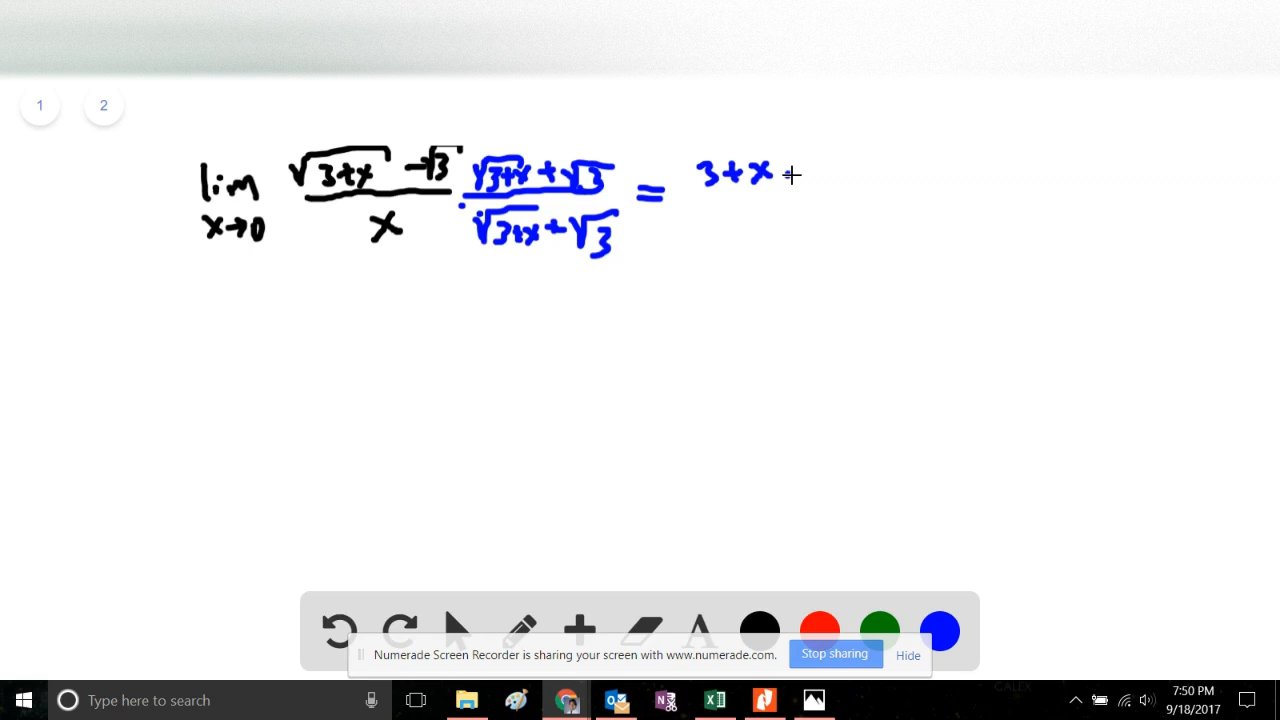 1 2
lim x→0 (√(3+x) - √3)/x · (√(3+x) + √3)/(√(3+x) + √3) = 3+x -
Numerade Screen Recorder is sharing your screen with www.numerade.com. Stop sharing Hide
Type here to search
7:50 PM
9/18/2017